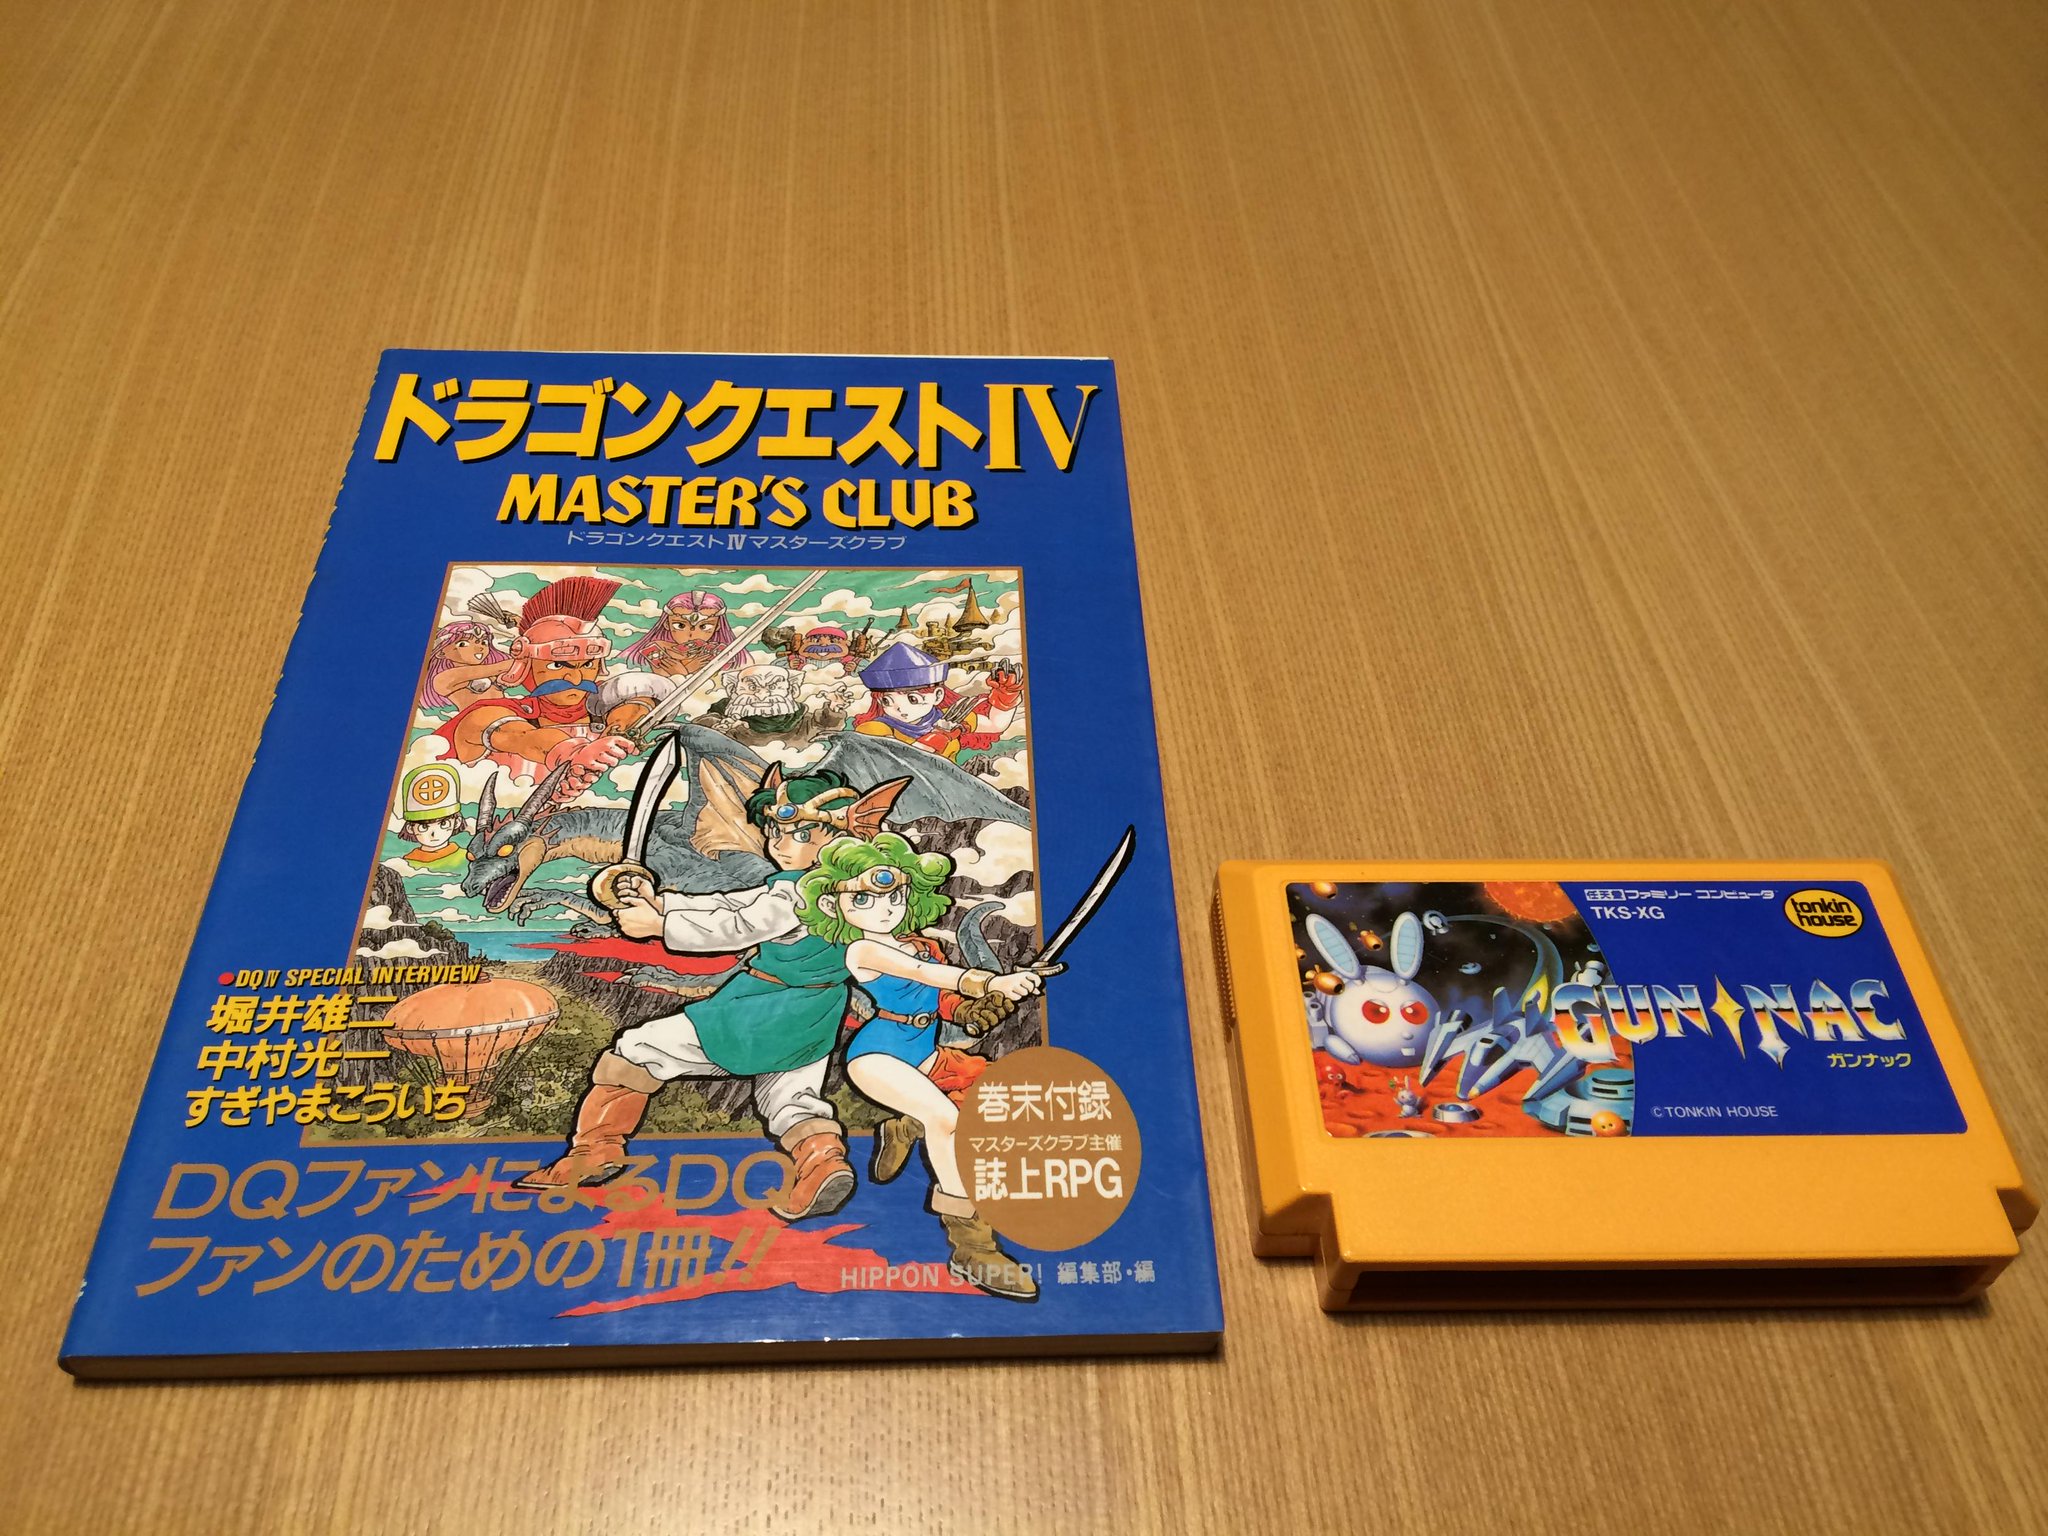 ドラゴンクエストIV
MASTER'S CLUB
ドラゴンクエストⅣマスターズクラブ
●DQⅣ SPECIAL INTERVIEW
堀井雄二
中村光一
すぎやまこういち
DQファンによるDQ
ファンのための1冊!!
巻末付録
マスターズクラブ主催
誌上RPG
HIPPON SUPER! 編集部・編
任天堂ファミリーコンピュータ
TKS-XG
tonkin
house
GUN NAC
ガンナック
©TONKIN HOUSE